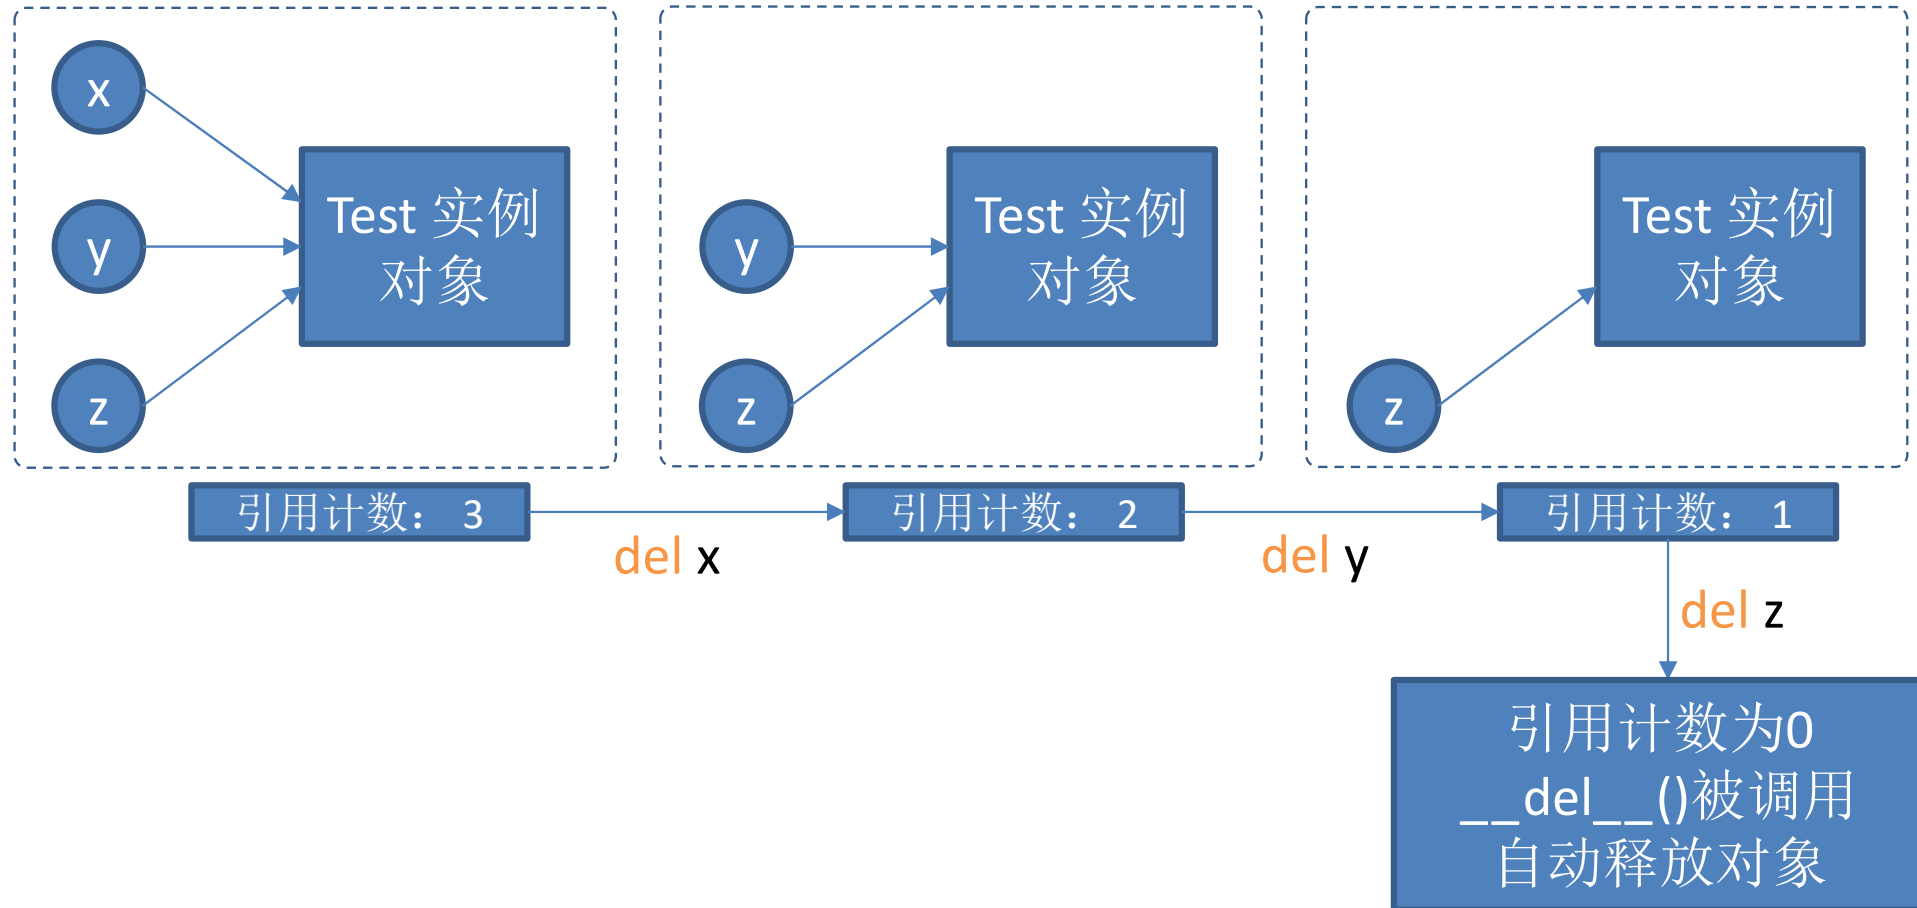 x
y
z
Test 实例
对象
y
z
Test 实例
对象
z
Test 实例
对象
引用计数： 3
del x
引用计数： 2
del y
引用计数： 1
del z
引用计数为0
__del__()被调用
自动释放对象